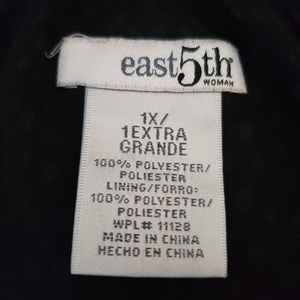 east5th
WOMAN
1X/
1EXTRA
GRANDE
100% POLYESTER/
POLIESTER
LINING/FORRO:
100% POLYESTER/
POLIESTER
WPL# 11128
MADE IN CHINA
HECHO EN CHINA